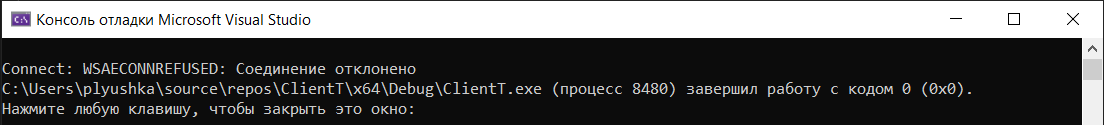 Консоль отладки Microsoft Visual Studio
Connect: WSAECONNREFUSED: Соединение отклонено
C:\Users\plyushka\source\repos\ClientT\x64\Debug\ClientT.exe (процесс 8480) завершил работу с кодом 0 (0x0).
Нажмите любую клавишу, чтобы закрыть это окно: